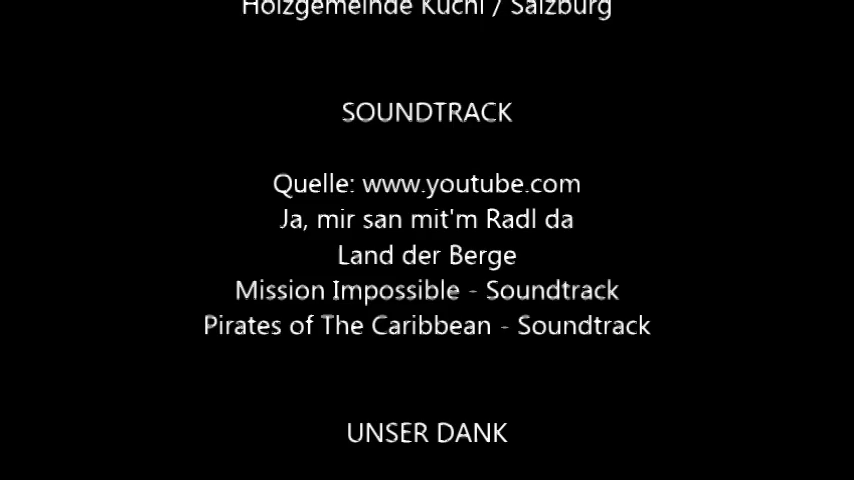 Holzgemeinde Kuchl / Salzburg
SOUNDTRACK
Quelle: www.youtube.com
Ja, mir san mit'm Radl da
Land der Berge
Mission Impossible - Soundtrack
Pirates of The Caribbean - Soundtrack
UNSER DANK